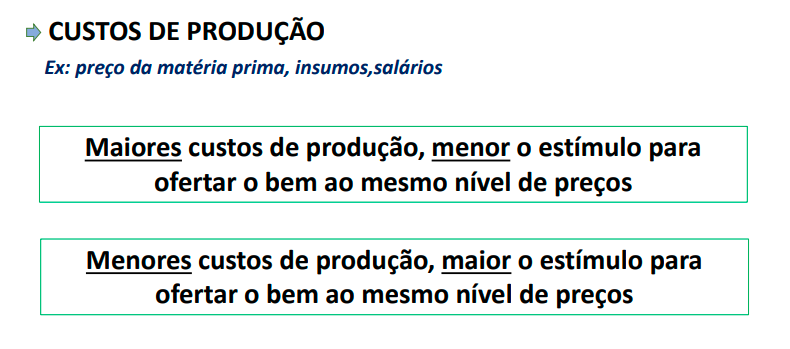 CUSTOS DE PRODUÇÃO
Ex: preço da matéria prima, insumos,salários
Maiores custos de produção, menor o estímulo para
ofertar o bem ao mesmo nível de preços
Menores custos de produção, maior o estímulo para
ofertar o bem ao mesmo nível de preços